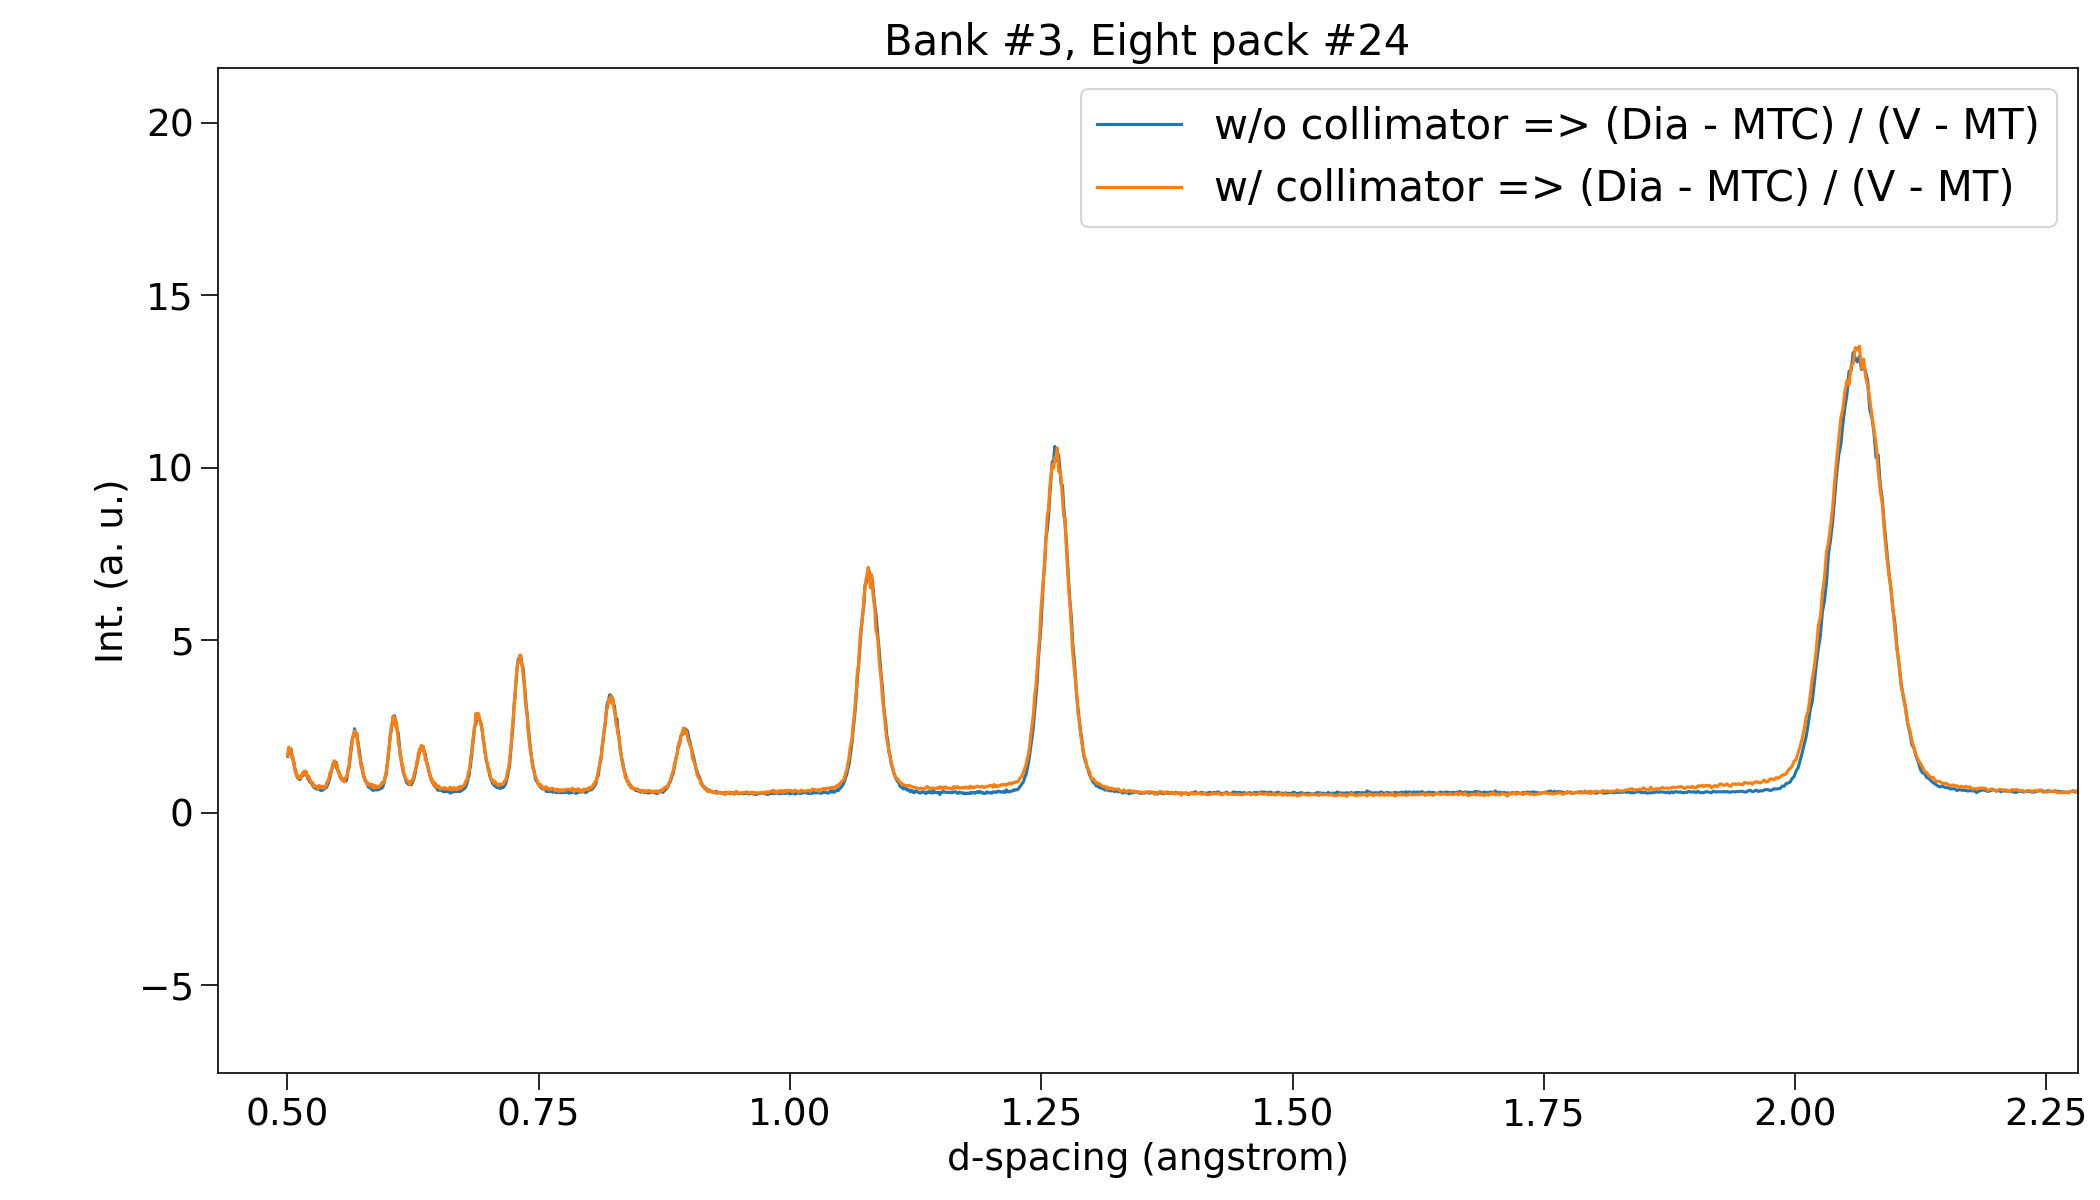 Bank #3, Eight pack #24
w/o collimator => (Dia - MTC) / (V - MT)
w/ collimator => (Dia - MTC) / (V - MT)
20
15
10
5
0
−5
Int. (a. u.)
0.50 0.75 1.00 1.25 1.50 1.75 2.00 2.25
d-spacing (angstrom)